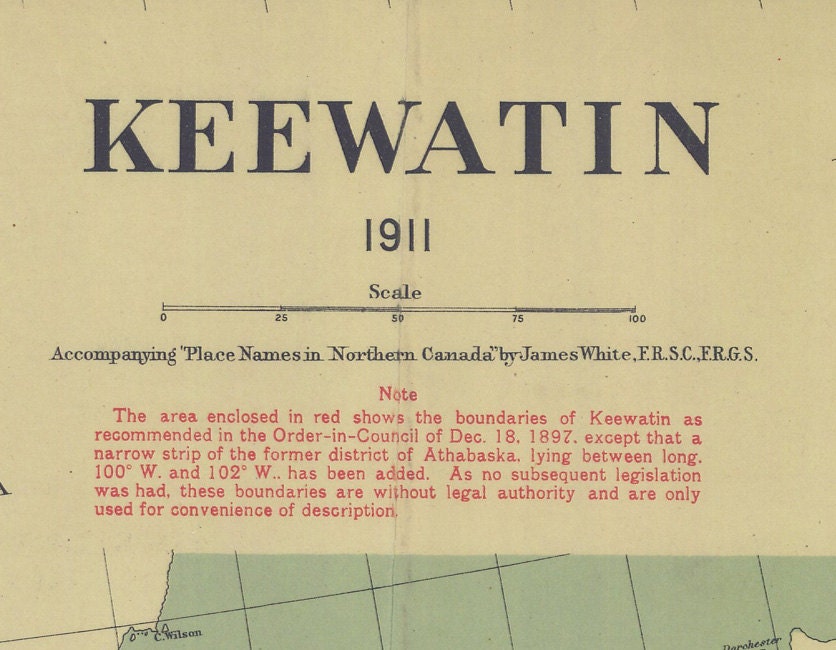 KEEWATIN
1911
Scale
0 25 50 75 100
Accompanying "Place Names in Northern Canada" by James White, F.R.S.C., F.R.G.S.
Note
The area enclosed in red shows the boundaries of Keewatin as
recommended in the Order-in-Council of Dec. 18, 1897, except that a
narrow strip of the former district of Athabaska, lying between long.
100° W. and 102° W.. has been added. As no subsequent legislation
was had, these boundaries are without legal authority and are only
used for convenience of description.
C. Wilson
Dorchester